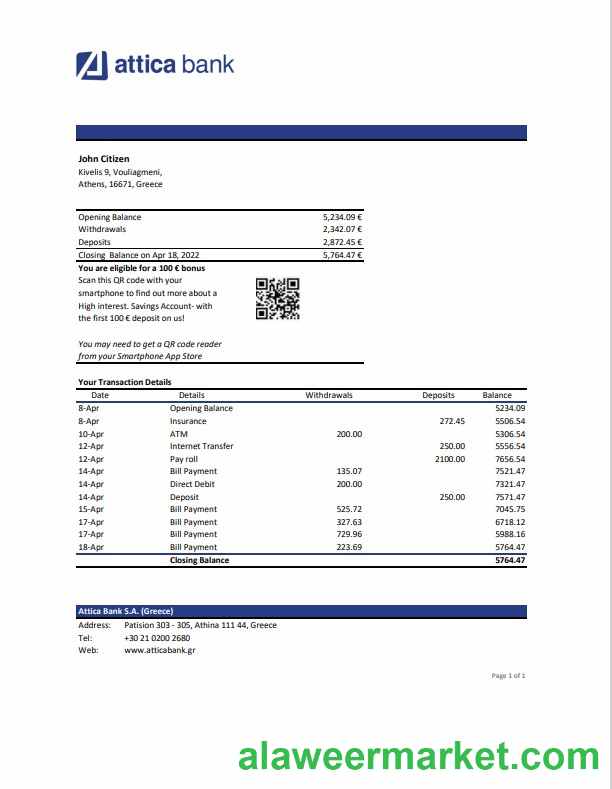 attica bank
John Citizen
Kivelis 9, Vouliagmeni,
Athens, 16671, Greece
Opening Balance 5,234.09 €
Withdrawals 2,342.07 €
Deposits 2,872.45 €
Closing Balance on Apr 18, 2022 5,764.47 €
You are eligible for a 100 € bonus
Scan this QR code with your
smartphone to find out more about a
High interest. Savings Account- with
the first 100 € deposit on us!
You may need to get a QR code reader
from your Smartphone App Store
Your Transaction Details
Date Details Withdrawals Deposits Balance
8-Apr Opening Balance 5234.09
8-Apr Insurance 272.45 5506.54
10-Apr ATM 200.00 5306.54
12-Apr Internet Transfer 250.00 5556.54
12-Apr Pay roll 2100.00 7656.54
14-Apr Bill Payment 135.07 7521.47
14-Apr Direct Debit 200.00 7321.47
14-Apr Deposit 250.00 7571.47
15-Apr Bill Payment 525.72 7045.75
17-Apr Bill Payment 327.63 6718.12
17-Apr Bill Payment 729.96 5988.16
18-Apr Bill Payment 223.69 5764.47
Closing Balance 5764.47
Attica Bank S.A. (Greece)
Address: Patision 303 - 305, Athina 111 44, Greece
Tel: +30 21 0200 2680
Web: www.atticabank.gr
Page 1 of 1
alaweermarket.com